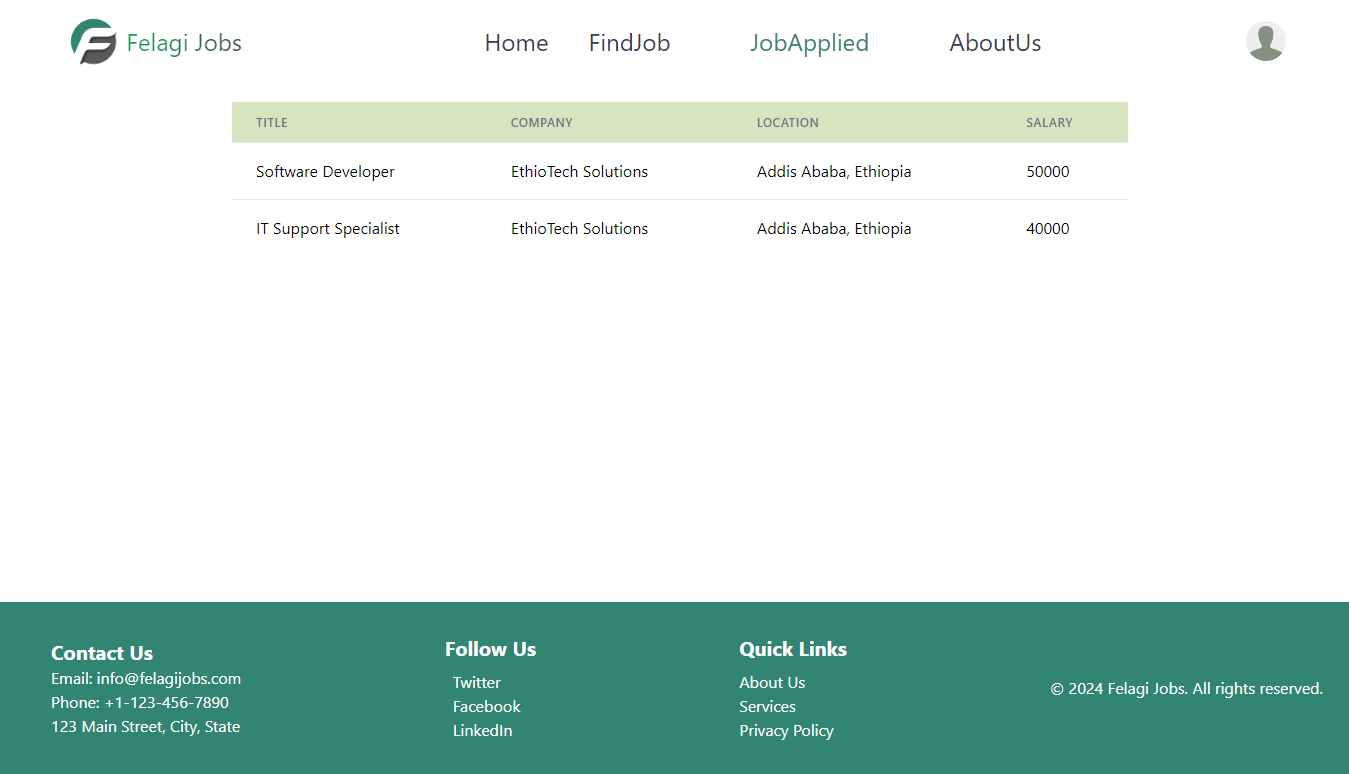 Felagi Jobs Home FindJob JobApplied AboutUs
TITLE COMPANY LOCATION SALARY
Software Developer EthioTech Solutions Addis Ababa, Ethiopia 50000
IT Support Specialist EthioTech Solutions Addis Ababa, Ethiopia 40000
Contact Us
Email: info@felagijobs.com
Phone: +1-123-456-7890
123 Main Street, City, State
Follow Us
Twitter
Facebook
LinkedIn
Quick Links
About Us
Services
Privacy Policy
© 2024 Felagi Jobs. All rights reserved.